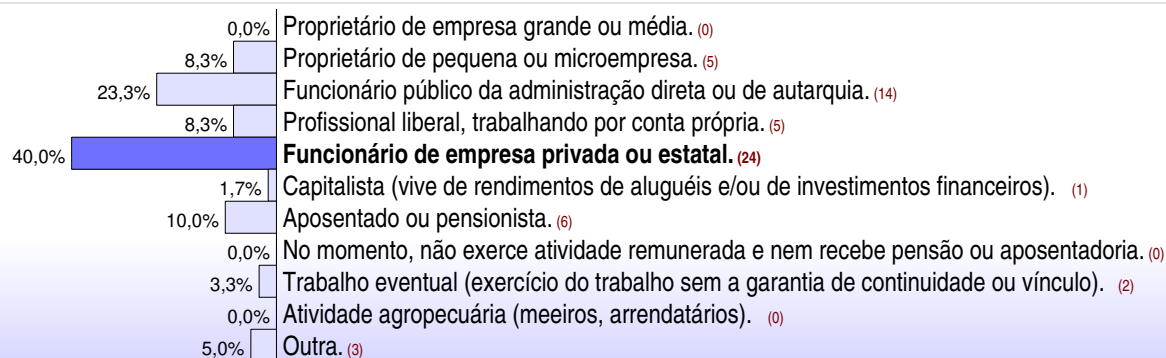 0,0% Proprietário de empresa grande ou média. (0)
8,3% Proprietário de pequena ou microempresa. (5)
23,3% Funcionário público da administração direta ou de autarquia. (14)
8,3% Profissional liberal, trabalhando por conta própria. (5)
40,0% Funcionário de empresa privada ou estatal. (24)
1,7% Capitalista (vive de rendimentos de aluguéis e/ou de investimentos financeiros). (1)
10,0% Aposentado ou pensionista. (6)
0,0% No momento, não exerce atividade remunerada e nem recebe pensão ou aposentadoria. (0)
3,3% Trabalho eventual (exercício do trabalho sem a garantia de continuidade ou vínculo). (2)
0,0% Atividade agropecuária (meeiros, arrendatários). (0)
5,0% Outra. (3)